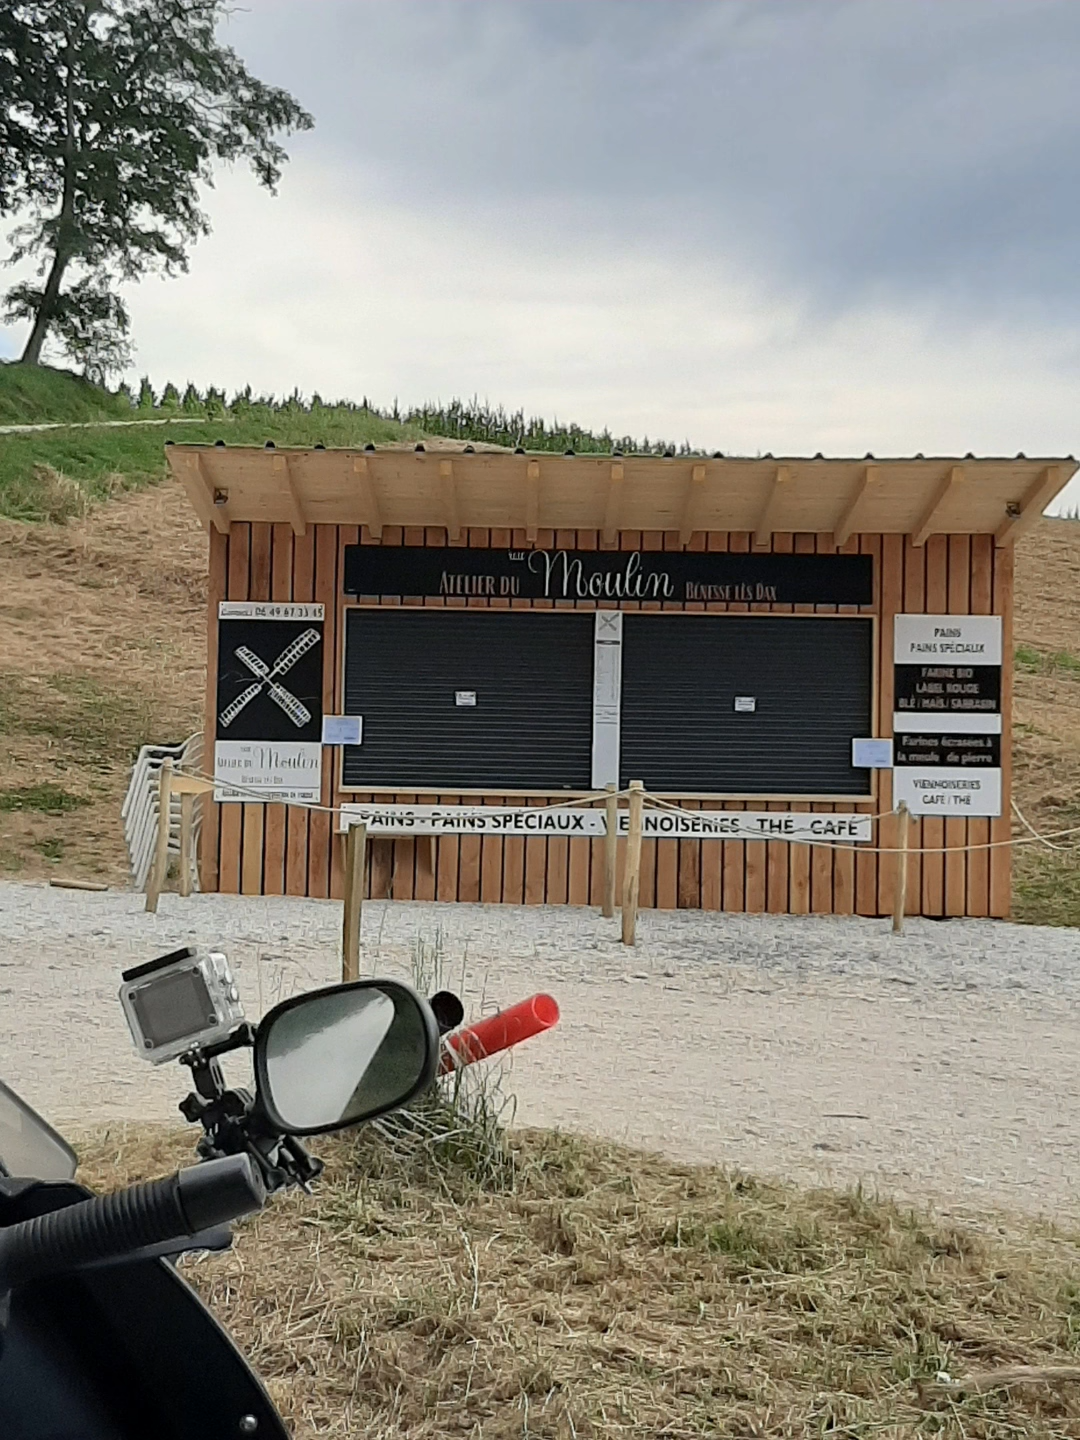 ATELIER DU Moulin BÉNESSE LÈS DAX
Contact: 06 49 67 33 45
ATELIER DU Moulin
BÉNESSE LÈS DAX
PAINS
PAINS SPÉCIAUX
FARINE BIO
LABEL ROUGE
BLÉ / MAÏS / SARRASIN
Farines écrasées à
la meule de pierre
VIENNOISERIES
CAFÉ / THÉ
PAINS - PAINS SPÉCIAUX - VIENNOISERIES THÉ - CAFÉ